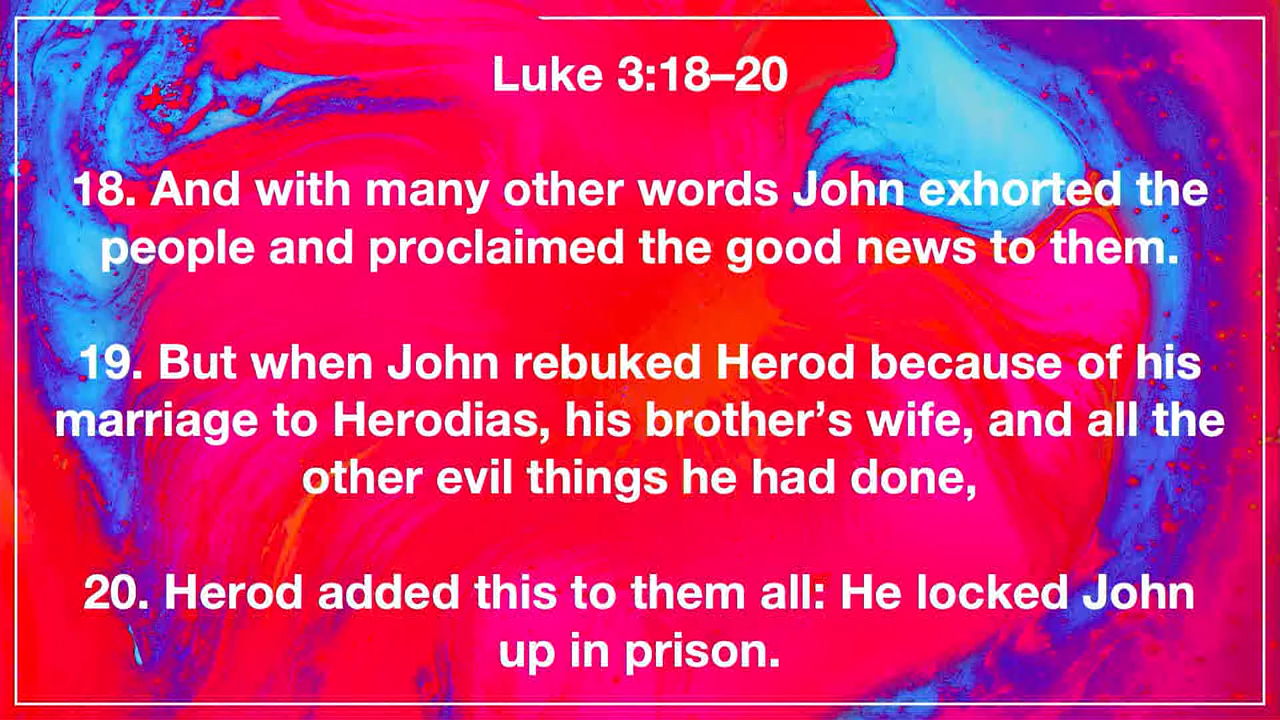 Luke 3:18–20
18. And with many other words John exhorted the
people and proclaimed the good news to them.
19. But when John rebuked Herod because of his
marriage to Herodias, his brother’s wife, and all the
other evil things he had done,
20. Herod added this to them all: He locked John
up in prison.